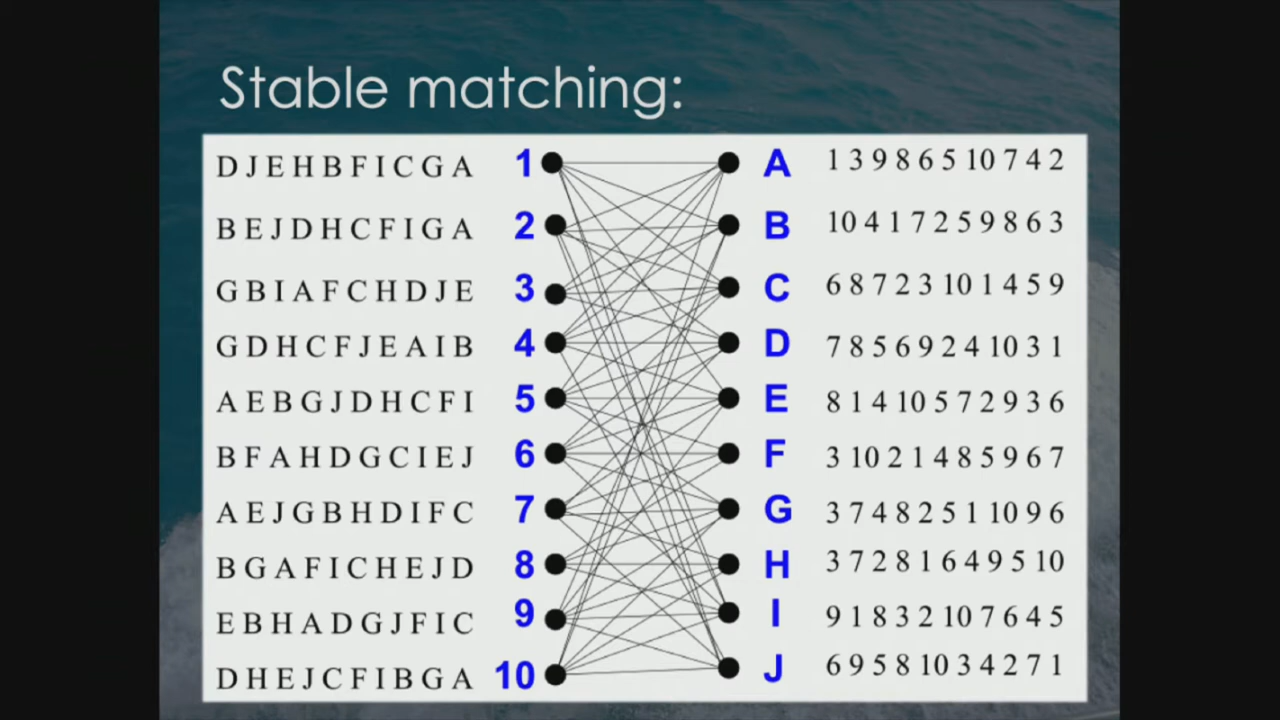 Stable matching:
D J E H B F I C G A 1 A 1 3 9 8 6 5 10 7 4 2
B E J D H C F I G A 2 B 10 4 1 7 2 5 9 8 6 3
G B I A F C H D J E 3 C 6 8 7 2 3 10 1 4 5 9
G D H C F J E A I B 4 D 7 8 5 6 9 2 4 10 3 1
A E B G J D H C F I 5 E 8 1 4 10 5 7 2 9 3 6
B F A H D G C I E J 6 F 3 10 2 1 4 8 5 9 6 7
A E J G B H D I F C 7 G 3 7 4 8 2 5 1 10 9 6
B G A F I C H E J D 8 H 3 7 2 8 1 6 4 9 5 10
E B H A D G J F I C 9 I 9 1 8 3 2 10 7 6 4 5
D H E J C F I B G A 10 J 6 9 5 8 10 3 4 2 7 1